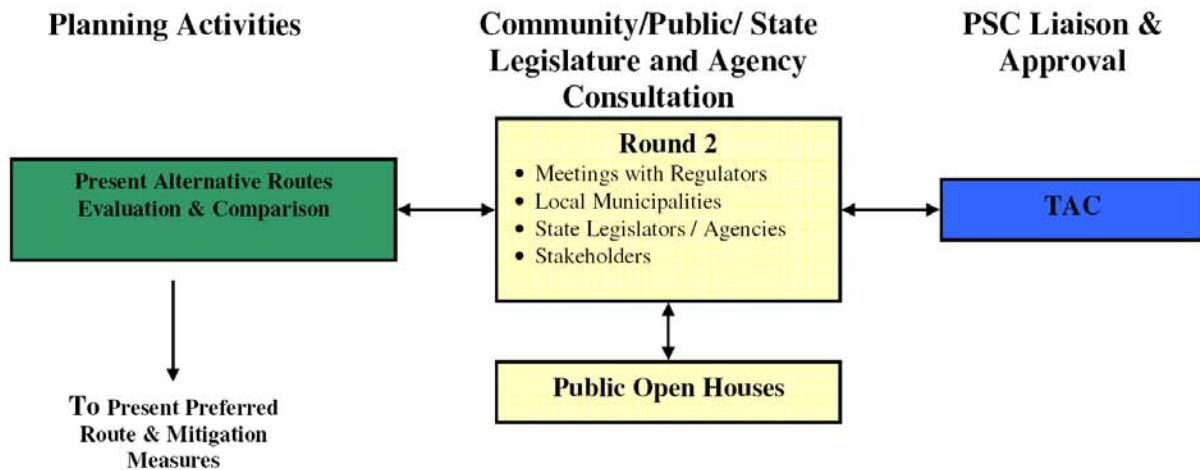 Planning Activities
Community/Public/ State
Legislature and Agency
Consultation
PSC Liaison &
Approval
Present Alternative Routes
Evaluation & Comparison
Round 2
• Meetings with Regulators
• Local Municipalities
• State Legislators / Agencies
• Stakeholders
TAC
Public Open Houses
To Present Preferred
Route & Mitigation
Measures